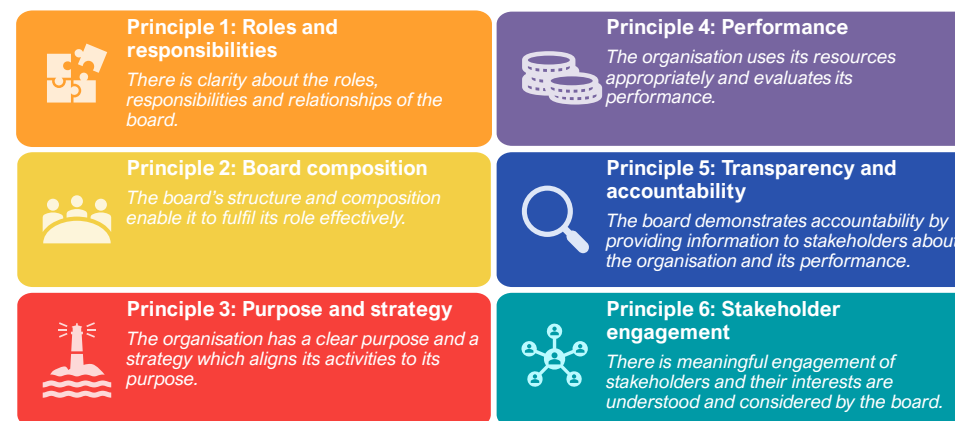 Principle 1: Roles and
responsibilities
There is clarity about the roles,
responsibilities and relationships of the
board.
Principle 2: Board composition
The board's structure and composition
enable it to fulfil its role effectively.
Principle 3: Purpose and strategy
The organisation has a clear purpose and a
strategy which aligns its activities to its
purpose.
Principle 4: Performance
The organisation uses its resources
appropriately and evaluates its
performance.
Principle 5: Transparency and
accountability
The board demonstrates accountability by
providing information to stakeholders about
the organisation and its performance.
Principle 6: Stakeholder
engagement
There is meaningful engagement of
stakeholders and their interests are
understood and considered by the board.